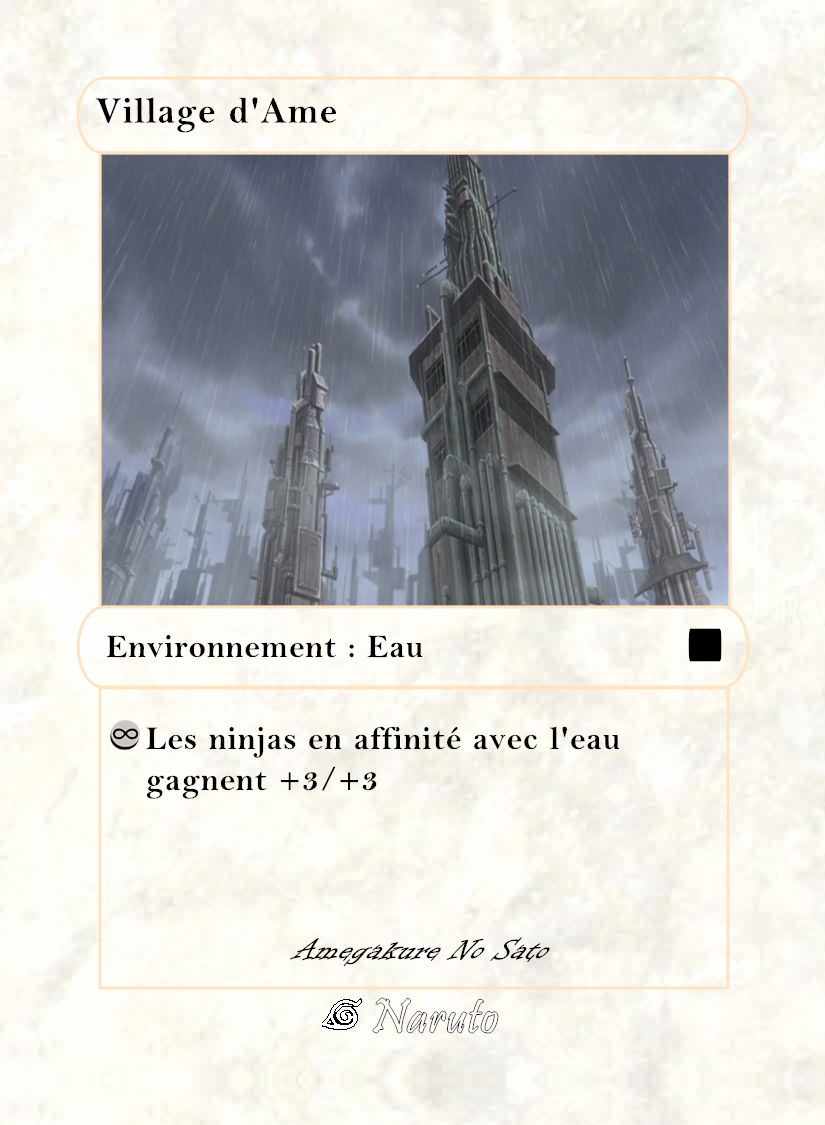 Village d'Ame
Environnement : Eau
Les ninjas en affinité avec l'eau
gagnent +3/+3
Amegakure No Sato
Naruto